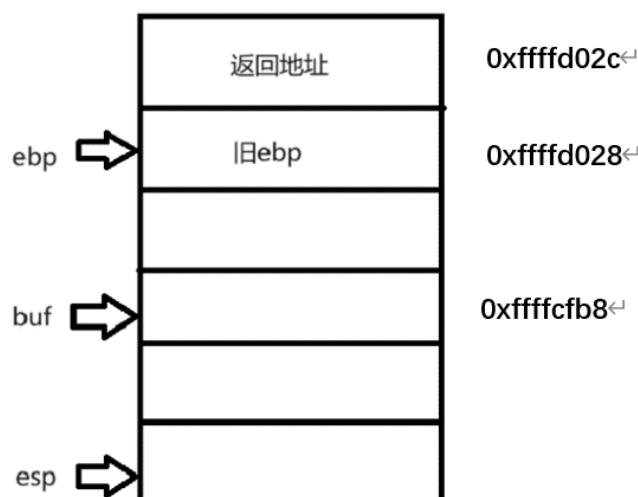 返回地址 0xffffd02c↵
ebp 旧ebp 0xffffd028↵
buf 0xffffcfb8↵
esp